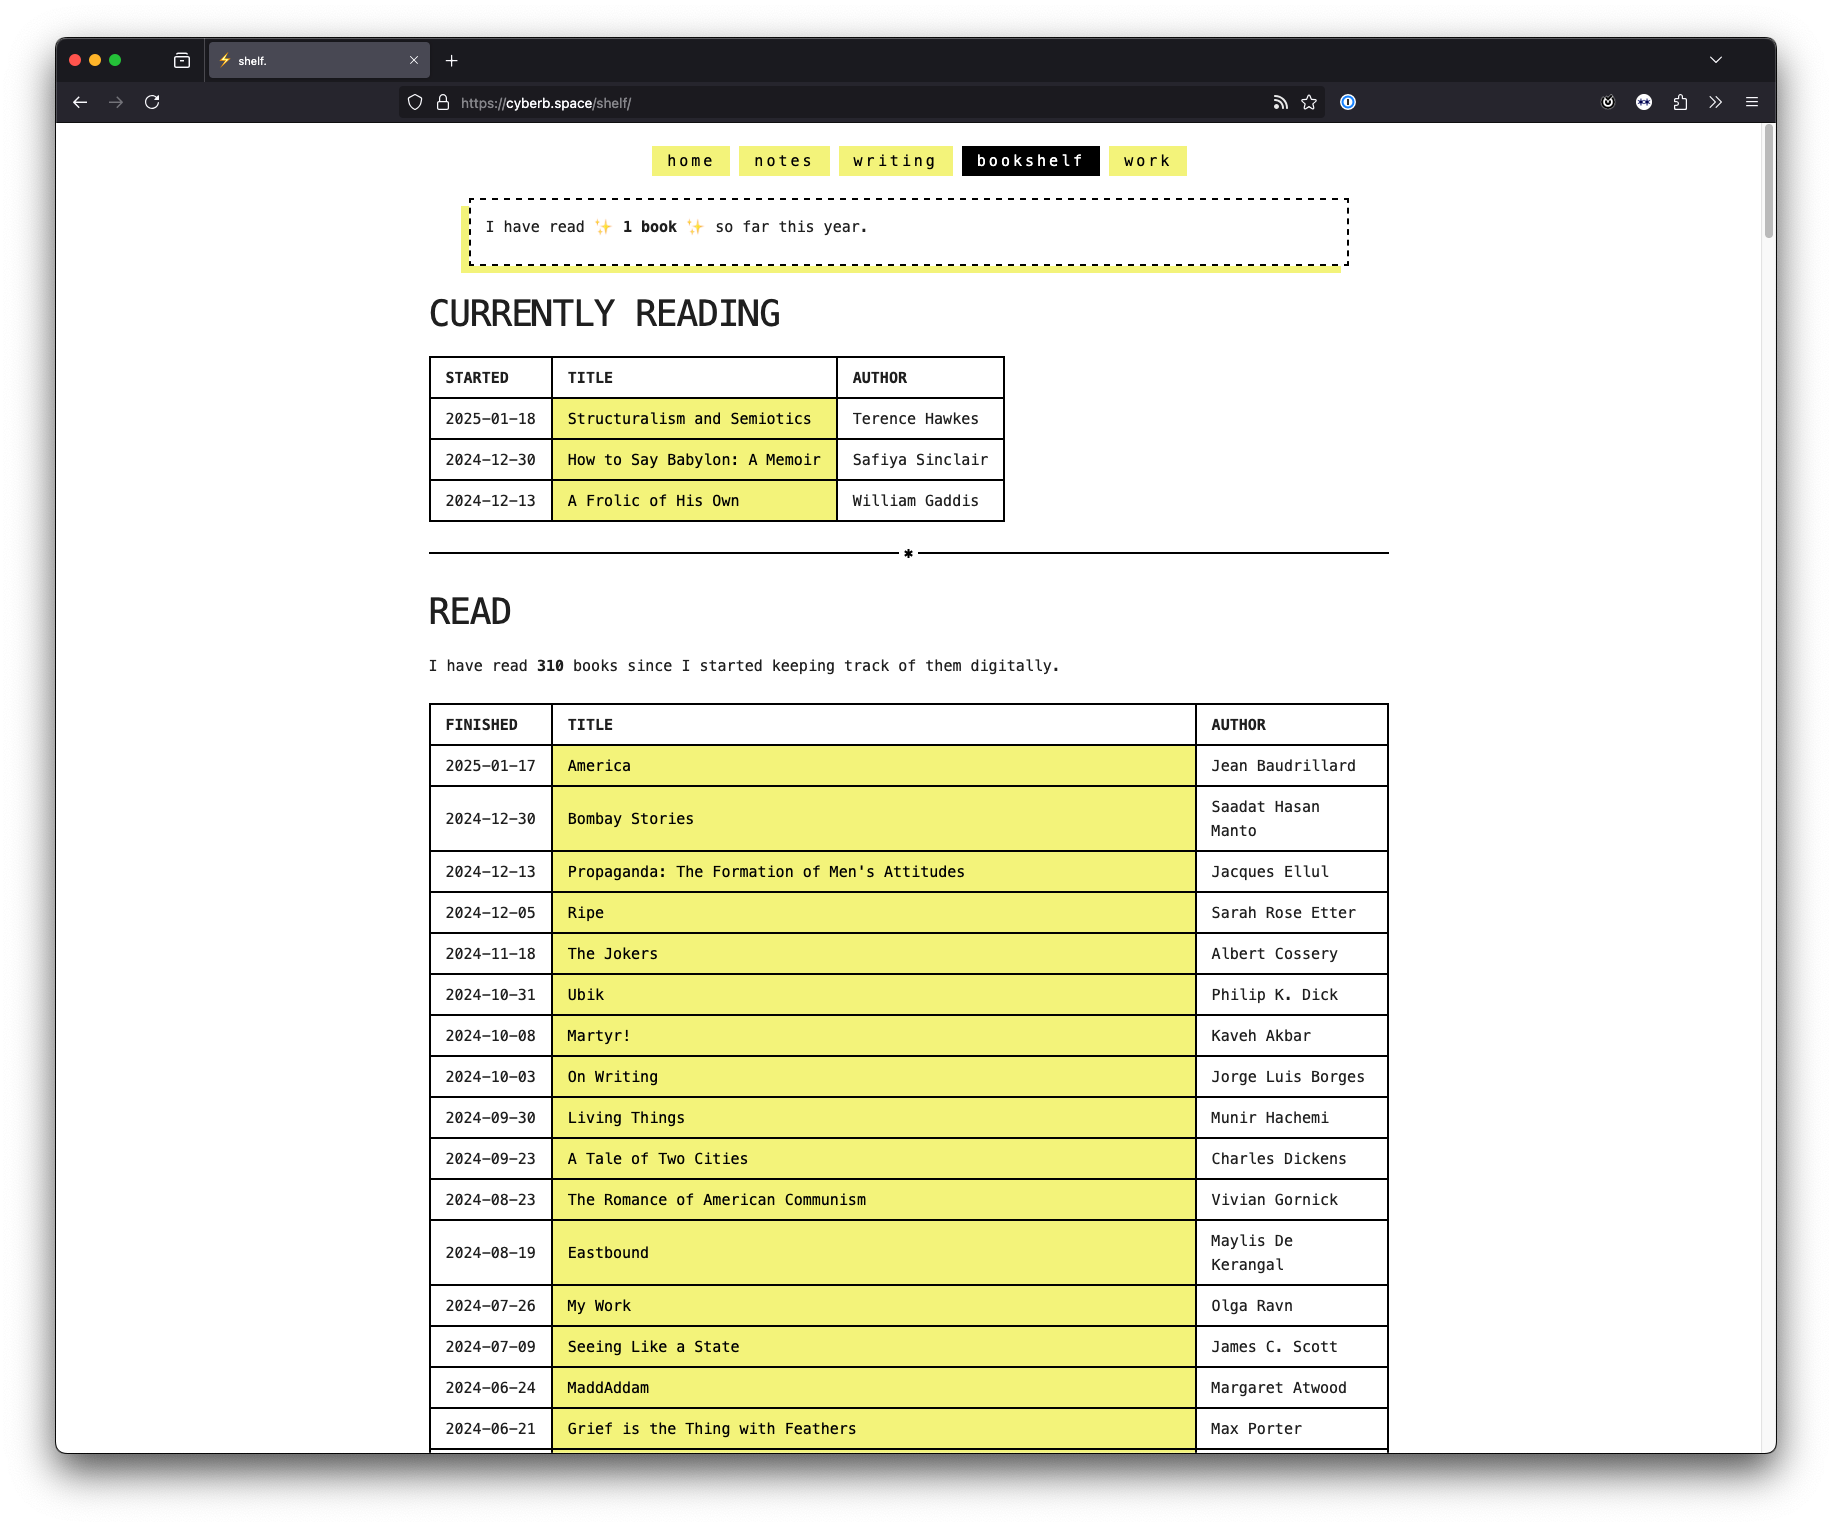 shelf.
https://cyberb.space/shelf/
home notes writing bookshelf work
I have read ✨ 1 book ✨ so far this year.
CURRENTLY READING
STARTED TITLE AUTHOR
2025-01-18 Structuralism and Semiotics Terence Hawkes
2024-12-30 How to Say Babylon: A Memoir Safiya Sinclair
2024-12-13 A Frolic of His Own William Gaddis
*
READ
I have read 310 books since I started keeping track of them digitally.
FINISHED TITLE AUTHOR
2025-01-17 America Jean Baudrillard
2024-12-30 Bombay Stories Saadat Hasan
Manto
2024-12-13 Propaganda: The Formation of Men's Attitudes Jacques Ellul
2024-12-05 Ripe Sarah Rose Etter
2024-11-18 The Jokers Albert Cossery
2024-10-31 Ubik Philip K. Dick
2024-10-08 Martyr! Kaveh Akbar
2024-10-03 On Writing Jorge Luis Borges
2024-09-30 Living Things Munir Hachemi
2024-09-23 A Tale of Two Cities Charles Dickens
2024-08-23 The Romance of American Communism Vivian Gornick
2024-08-19 Eastbound Maylis De
Kerangal
2024-07-26 My Work Olga Ravn
2024-07-09 Seeing Like a State James C. Scott
2024-06-24 MaddAddam Margaret Atwood
2024-06-21 Grief is the Thing with Feathers Max Porter